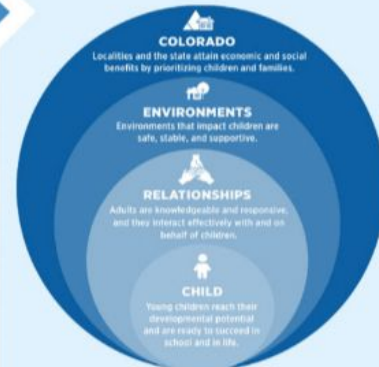 COLORADO
Localities and the state attain economic and social
benefits by prioritizing children and families.
ENVIRONMENTS
Environments that impact children are
safe, stable, and supportive.
RELATIONSHIPS
Adults are knowledgeable and responsive,
and they interact effectively with and on
behalf of children.
CHILD
Young children reach their
developmental potential
and are ready to succeed in
school and in life.